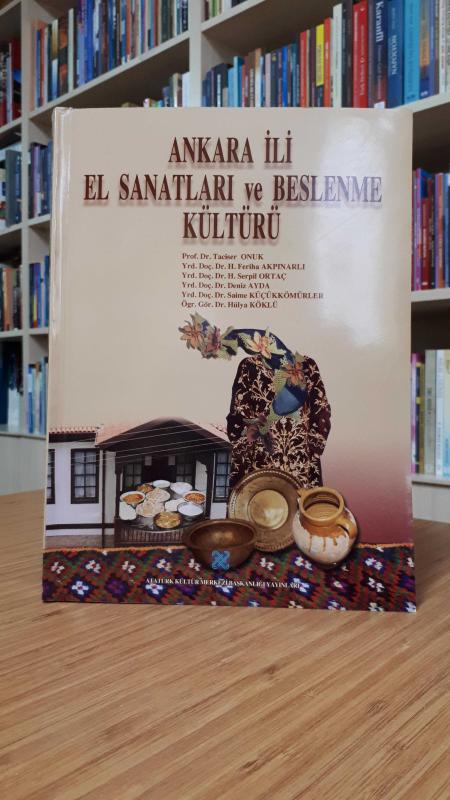 ANKARA İLİ
EL SANATLARI ve BESLENME
KÜLTÜRÜ
Prof. Dr. Taciser ONUK
Yrd. Doç. Dr. H. Feriha AKPINARLI
Yrd. Doç. Dr. H. Serpil ORTAÇ
Yrd. Doç. Dr. Deniz AYDA
Yrd. Doç. Dr. Saime KÜÇÜKKÖMÜRLER
Öğr. Gör. Dr. Hülya KÖKLÜ
ATATÜRK KÜLTÜR MERKEZİ BAŞKANLIĞI YAYINLARI